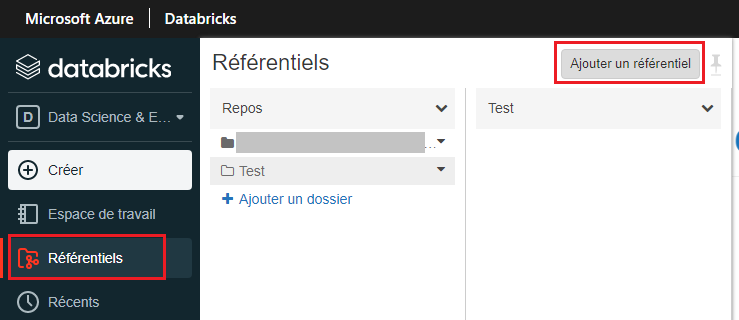 Microsoft Azure Databricks
databricks
D Data Science & E...
Créer
Espace de travail
Référentiels
Récents
Référentiels
Ajouter un référentiel
Repos
...
Test
Ajouter un dossier
Test